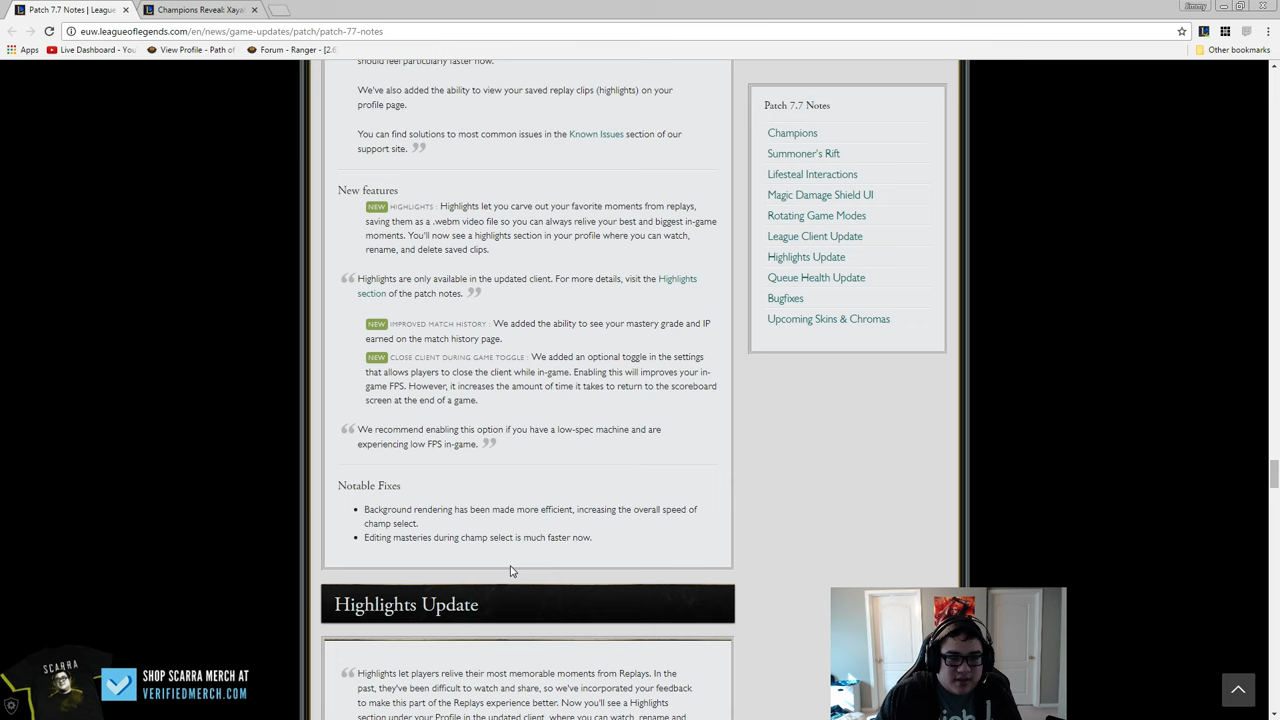 Patch 7.7 Notes | Leagu
Champions Reveal: Xaya
Jimmy
euw.leagueoflegends.com/en/news/game-updates/patch/patch-77-notes
Apps
Live Dashboard - You
View Profile - Path of
Forum - Ranger - [2.6
Other bookmarks
should feel particularly faster now.
We've also added the ability to view your saved replay clips (highlights) on your
profile page.
You can find solutions to most common issues in the Known Issues section of our
support site.
New features
NEW HIGHLIGHTS : Highlights let you carve out your favorite moments from replays,
saving them as a .webm video file so you can always relive your best and biggest in-game
moments. You'll now see a highlights section in your profile where you can watch,
rename, and delete saved clips.
Highlights are only available in the updated client. For more details, visit the Highlights
section of the patch notes.
NEW IMPROVED MATCH HISTORY : We added the ability to see your mastery grade and IP
earned on the match history page.
NEW CLOSE CLIENT DURING GAME TOGGLE : We added an optional toggle in the settings
that allows players to close the client while in-game. Enabling this will improves your in-
game FPS. However, it increases the amount of time it takes to return to the scoreboard
screen at the end of a game.
We recommend enabling this option if you have a low-spec machine and are
experiencing low FPS in-game.
Notable Fixes
• Background rendering has been made more efficient, increasing the overall speed of
champ select.
• Editing masteries during champ select is much faster now.
Highlights Update
Highlights let players relive their most memorable moments from Replays. In the
past, they've been difficult to watch and share, so we've incorporated your feedback
to make this part of the Replays experience better. Now you'll see a Highlights
section under your Profile in the updated client, where you can watch, rename and
Patch 7.7 Notes
Champions
Summoner's Rift
Lifesteal Interactions
Magic Damage Shield UI
Rotating Game Modes
League Client Update
Highlights Update
Queue Health Update
Bugfixes
Upcoming Skins & Chromas
SCARRA
SHOP SCARRA MERCH AT
VERIFIEDMERCH.COM